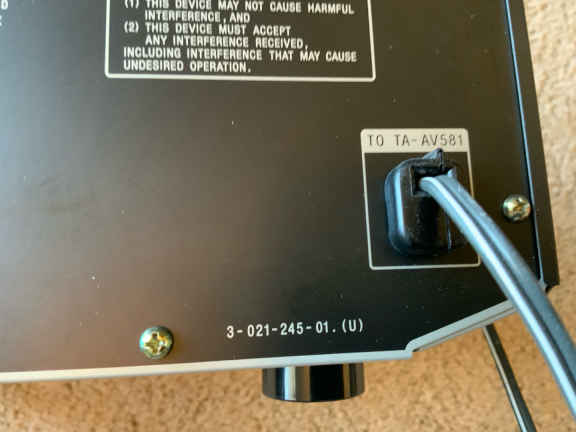 (1) THIS DEVICE MAY NOT CAUSE HARMFUL
INTERFERENCE, AND
(2) THIS DEVICE MUST ACCEPT
ANY INTERFERENCE RECEIVED,
INCLUDING INTERFERENCE THAT MAY CAUSE
UNDESIRED OPERATION.
TO TA-AV581
3-021-245-01.(U)